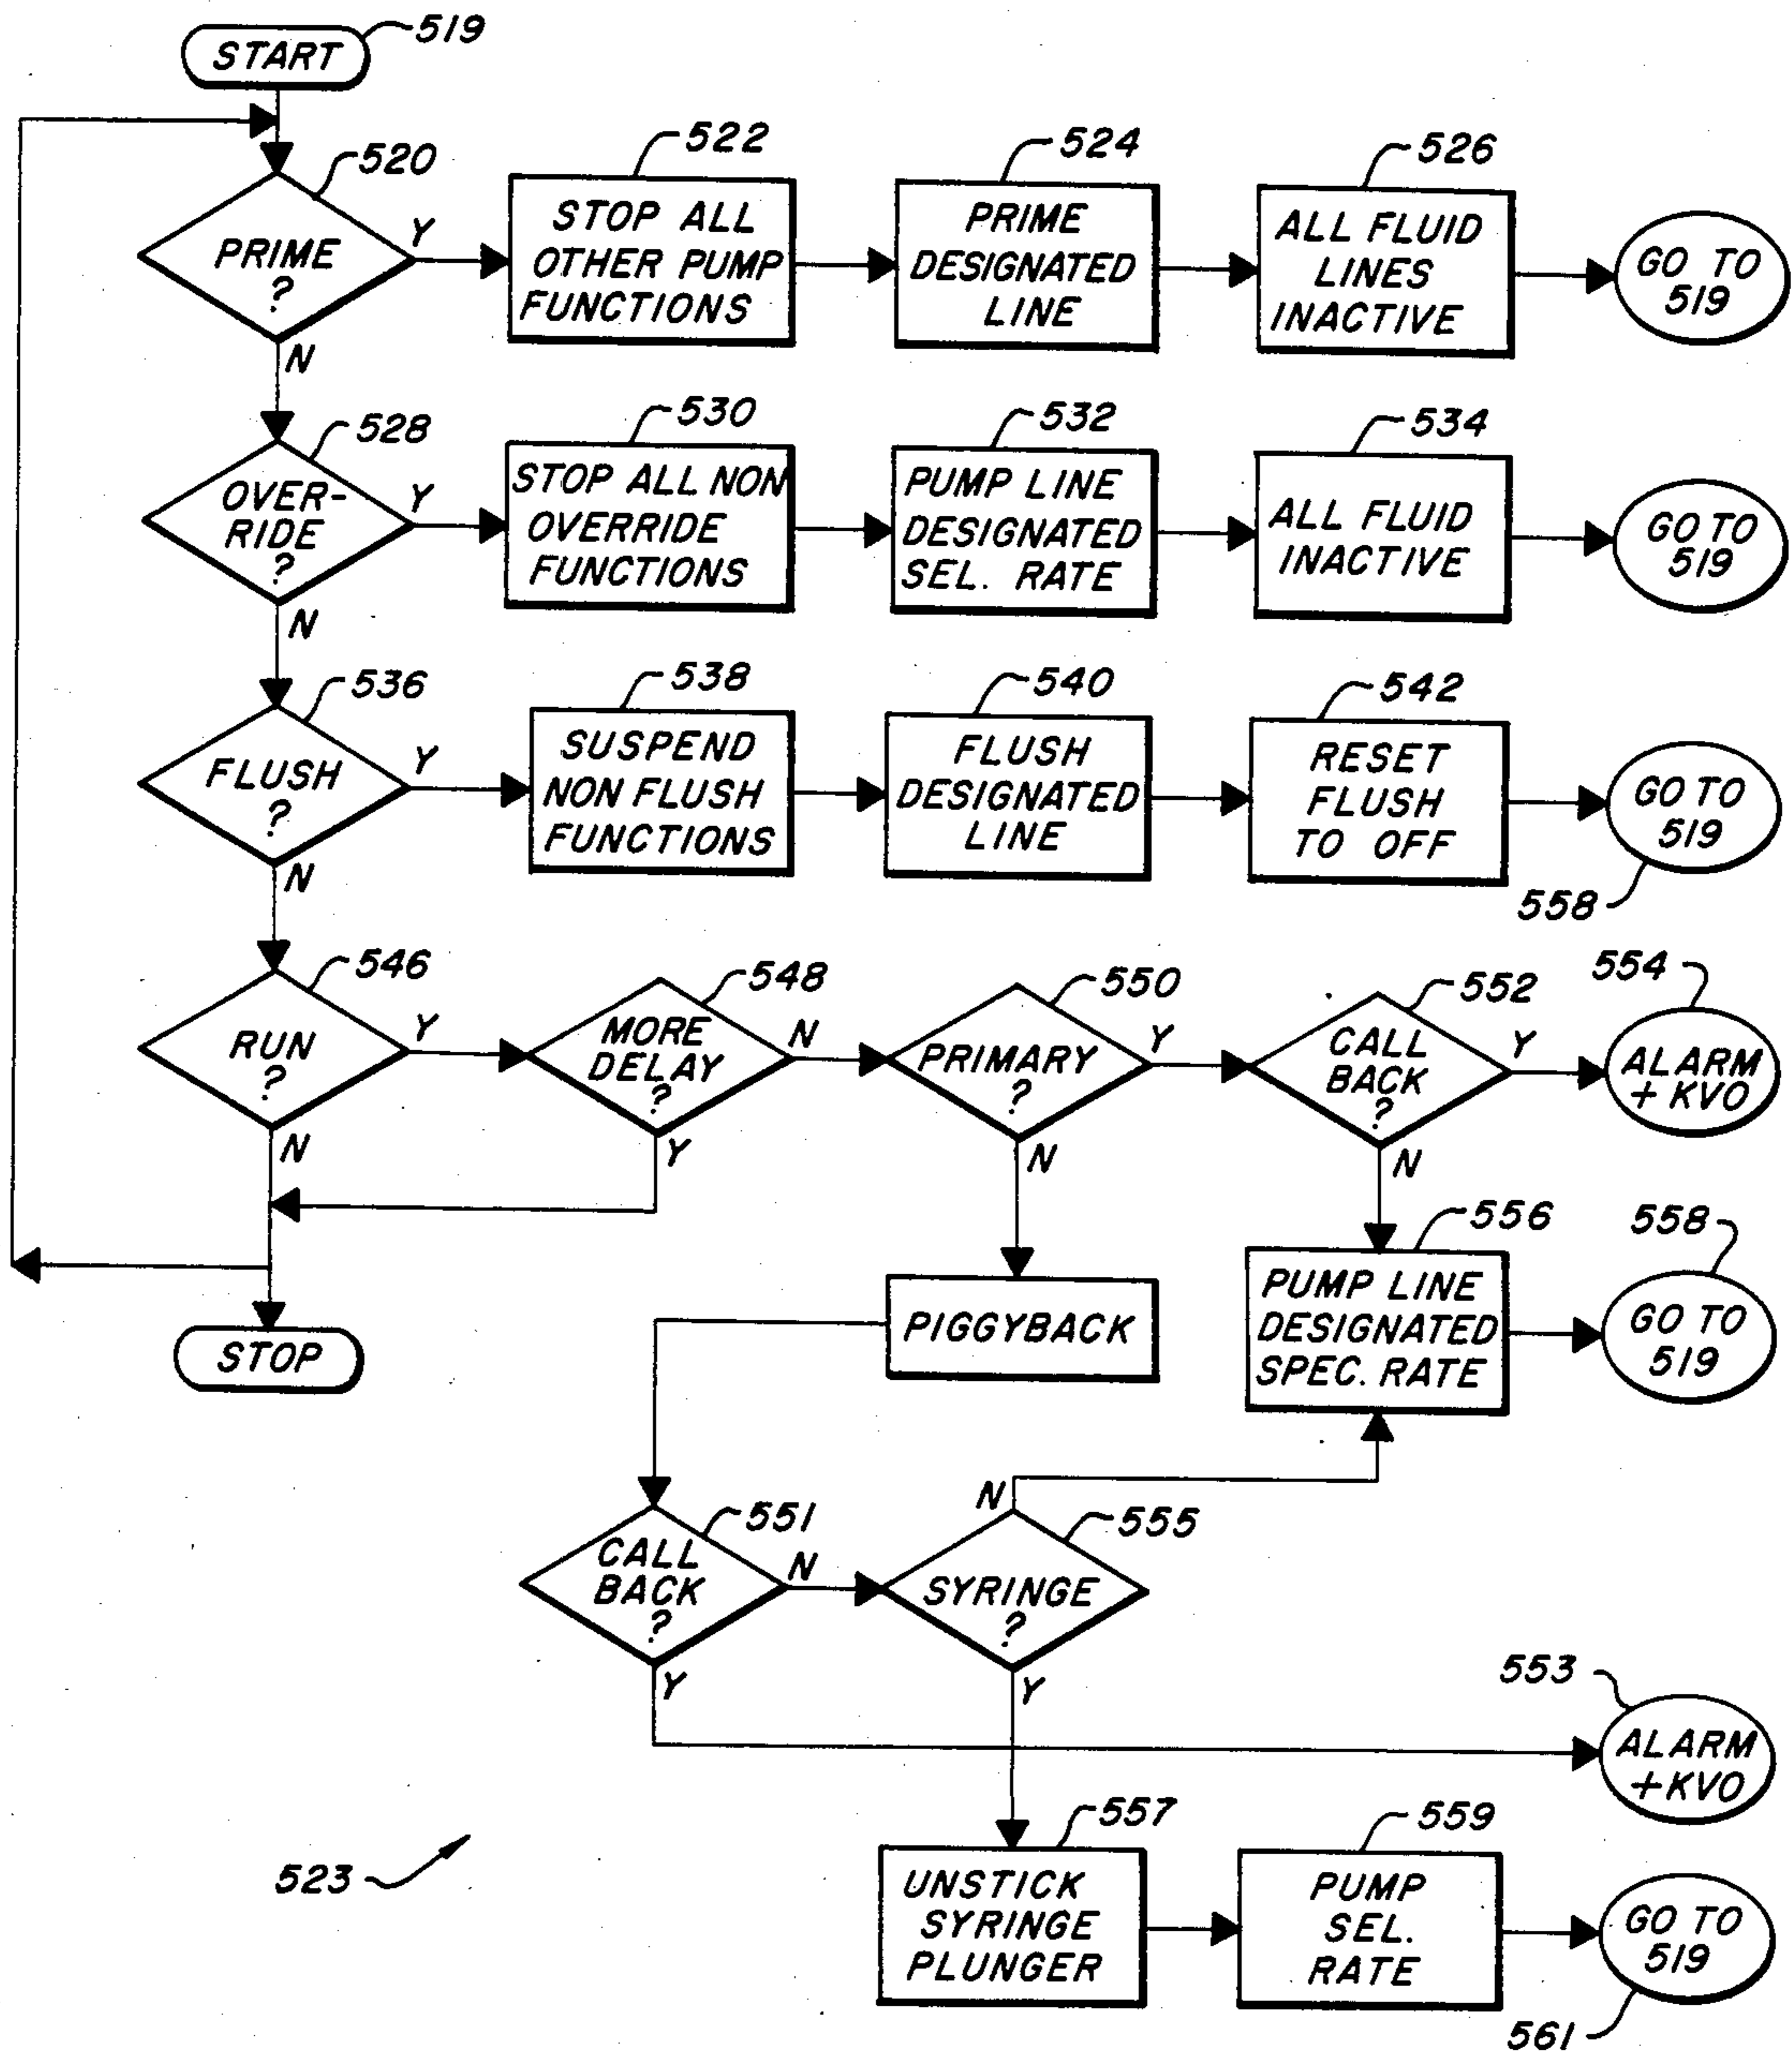 START
519
520
PRIME
?
Y
N
522
STOP ALL
OTHER PUMP
FUNCTIONS
524
PRIME
DESIGNATED
LINE
526
ALL FLUID
LINES
INACTIVE
GO TO
519
528
OVER-
RIDE
?
Y
N
530
STOP ALL NON
OVERRIDE
FUNCTIONS
532
PUMP LINE
DESIGNATED
SEL. RATE
534
ALL FLUID
INACTIVE
GO TO
519
536
FLUSH
?
Y
N
538
SUSPEND
NON FLUSH
FUNCTIONS
540
FLUSH
DESIGNATED
LINE
542
RESET
FLUSH
TO OFF
GO TO
519
558
546
RUN
?
Y
N
548
MORE
DELAY
?
N
Y
550
PRIMARY
?
Y
N
552
CALL
BACK
?
Y
N
554
ALARM
+ KVO
STOP
PIGGYBACK
556
PUMP LINE
DESIGNATED
SPEC. RATE
558
GO TO
519
551
CALL
BACK
?
N
Y
555
SYRINGE
?
N
Y
553
ALARM
+KVO
523
557
UNSTICK
SYRINGE
PLUNGER
559
PUMP
SEL.
RATE
GO TO
519
561